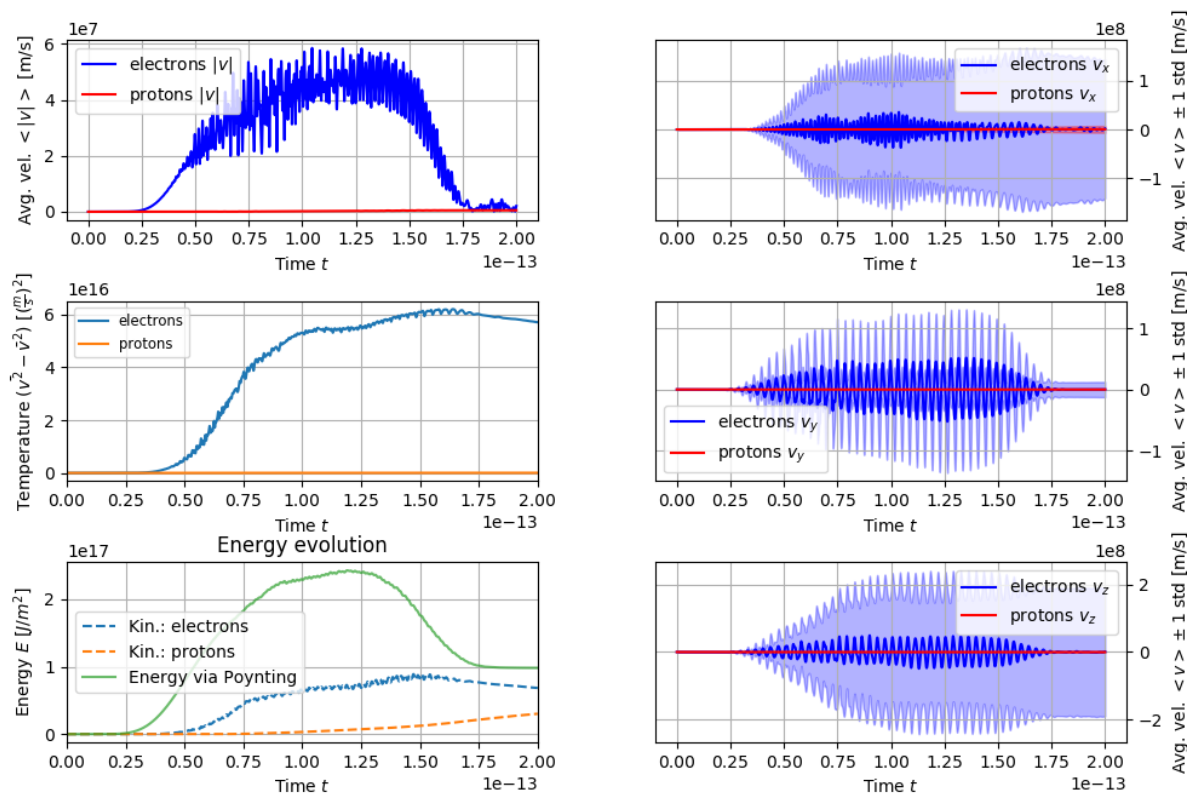 1e7
Avg. vel. < |v| > [m/s]
6
4
2
0
electrons |v|
protons |v|
0.00 0.25 0.50 0.75 1.00 1.25 1.50 1.75 2.00
Time t
1e−13
1e8
electrons v_x
protons v_x
1
0
−1
Avg. vel. < v > ± 1 std [m/s]
0.00 0.25 0.50 0.75 1.00 1.25 1.50 1.75 2.00
Time t
1e−13
1e16
6
4
2
0
electrons
protons
0.00 0.25 0.50 0.75 1.00 1.25 1.50 1.75 2.00
Time t
1e−13
1e8
electrons v_y
protons v_y
1
0
−1
Avg. vel. < v > ± 1 std [m/s]
0.00 0.25 0.50 0.75 1.00 1.25 1.50 1.75 2.00
Time t
1e−13
Temperature (v̄² − v̄²) [(m/s)²]
Energy evolution
1e17
Energy E [J/m²]
2
1
0
Kin.: electrons
Kin.: protons
Energy via Poynting
0.00 0.25 0.50 0.75 1.00 1.25 1.50 1.75 2.00
Time t
1e−13
1e8
electrons v_z
protons v_z
2
0
−2
Avg. vel. < v > ± 1 std [m/s]
0.00 0.25 0.50 0.75 1.00 1.25 1.50 1.75 2.00
Time t
1e−13